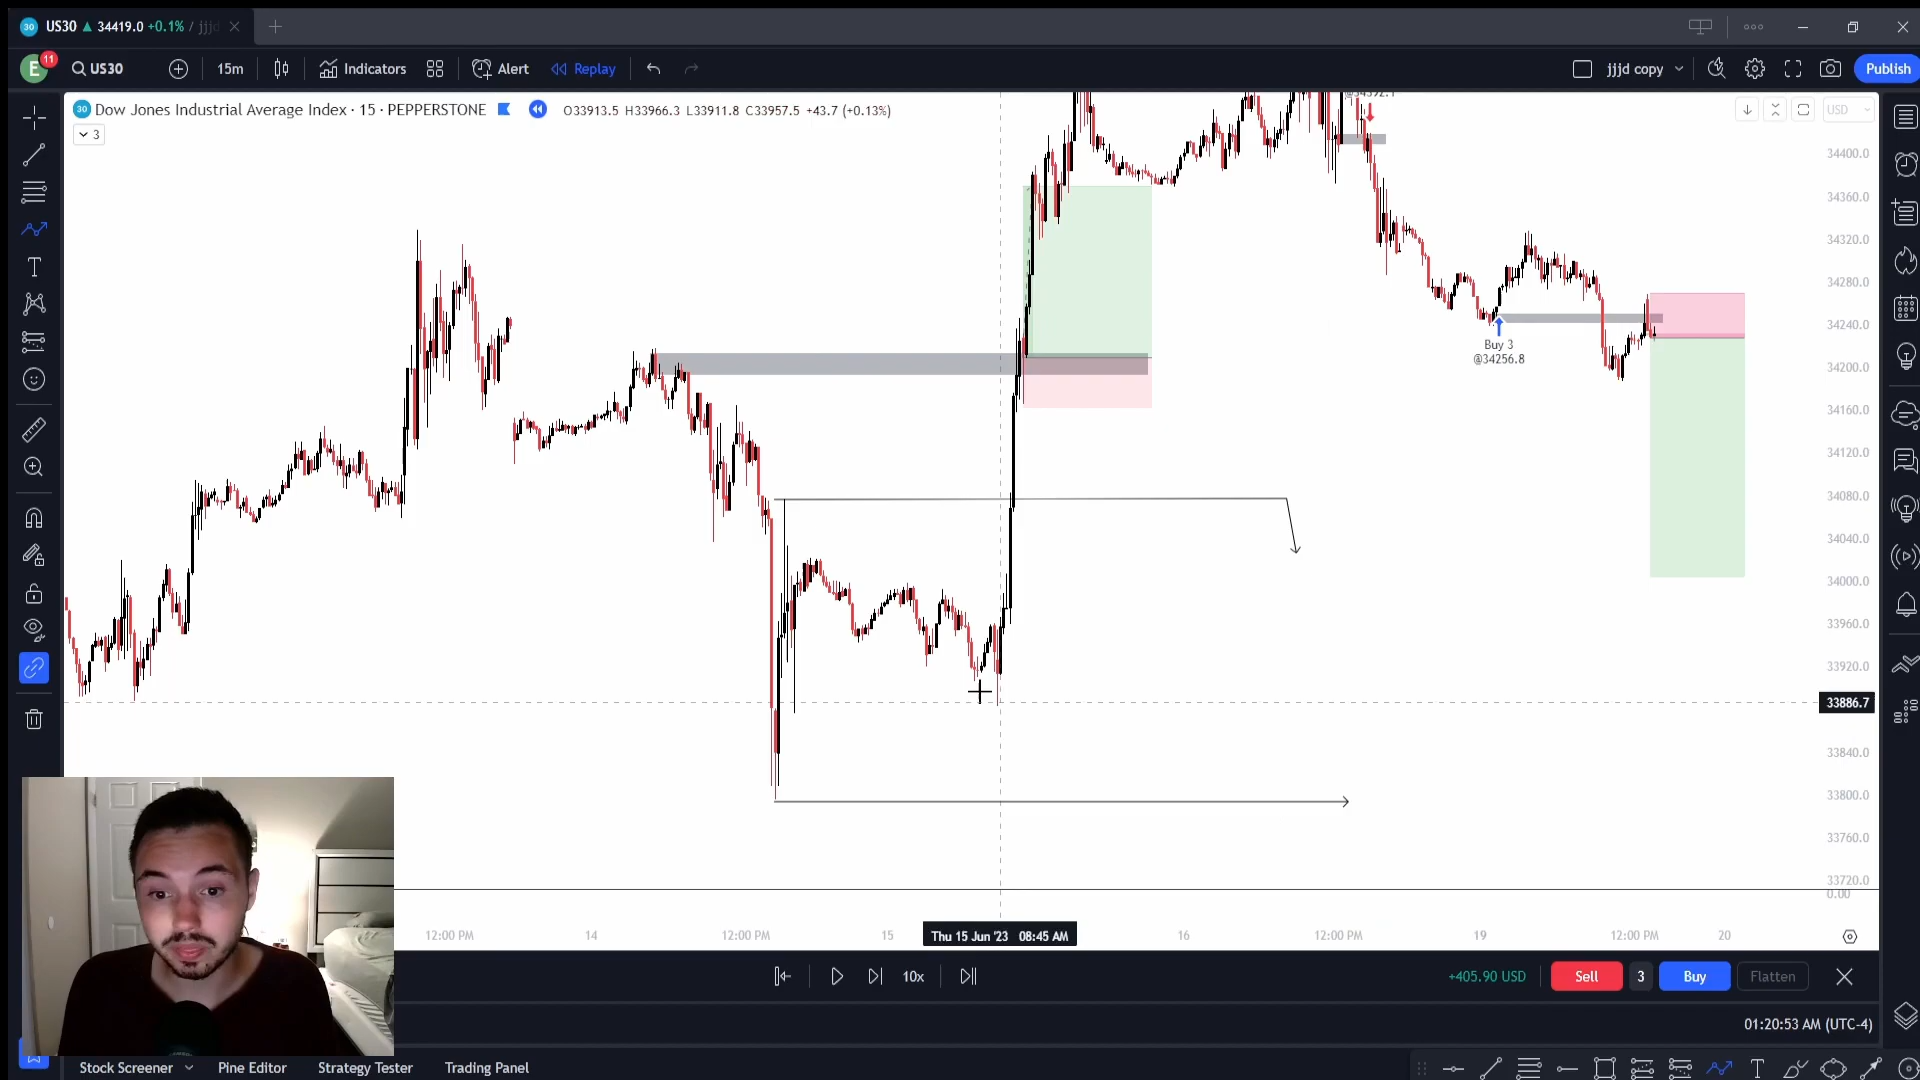 30 US30 ▲ 34419.0 +0.1% / jjjd
E 11 US30 15m Indicators Alert Replay jjjd copy Publish
30 Dow Jones Industrial Average Index · 15 · PEPPERSTONE O33913.5 H33966.3 L33911.8 C33957.5 +43.7 (+0.13%) USD
3
@34392.1
34400.0
34360.0
34320.0
34280.0
34240.0
Buy 3
@34256.8
34200.0
34160.0
34120.0
34080.0
34040.0
34000.0
33960.0
33920.0
33886.7
33840.0
33800.0
33760.0
33720.0
0.00
12:00 PM 14 12:00 PM 15 Thu 15 Jun '23 08:45 AM 16 12:00 PM 19 12:00 PM 20
10x +405.90 USD Sell 3 Buy Flatten
01:20:53 AM (UTC-4)
Stock Screener Pine Editor Strategy Tester Trading Panel